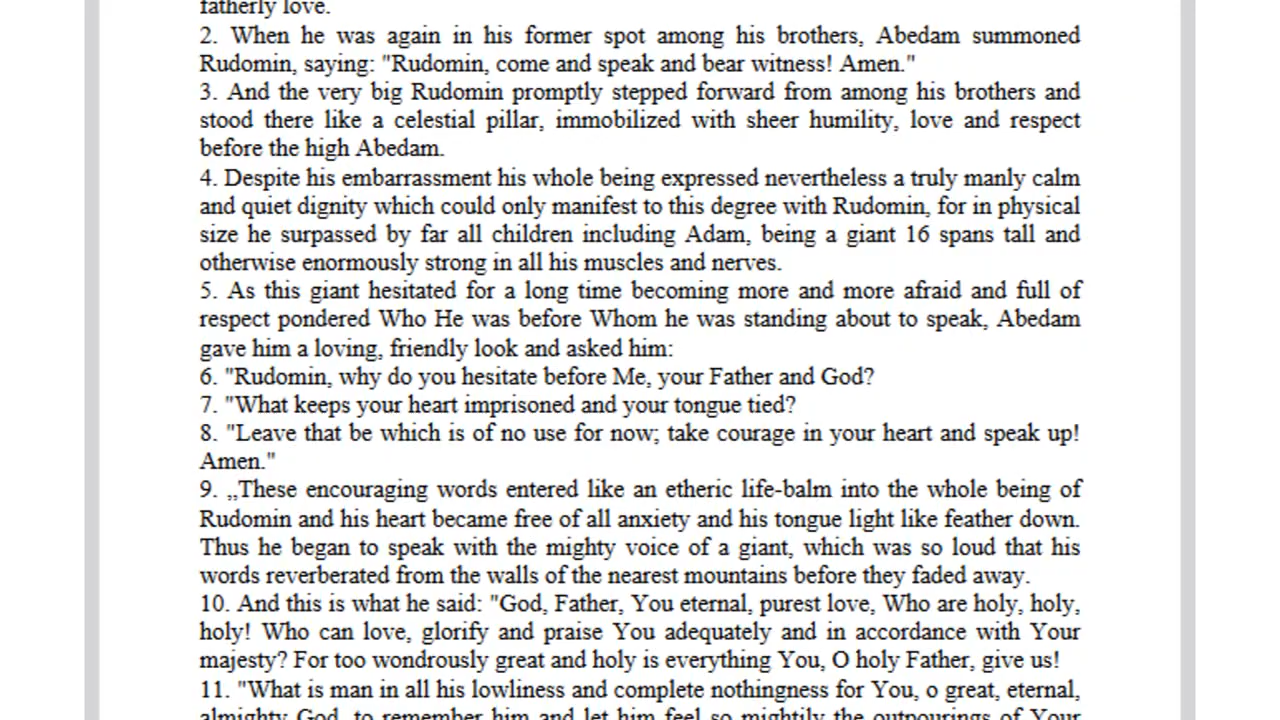 fatherly love.
2. When he was again in his former spot among his brothers, Abedam summoned
Rudomin, saying: "Rudomin, come and speak and bear witness! Amen."
3. And the very big Rudomin promptly stepped forward from among his brothers and
stood there like a celestial pillar, immobilized with sheer humility, love and respect
before the high Abedam.
4. Despite his embarrassment his whole being expressed nevertheless a truly manly calm
and quiet dignity which could only manifest to this degree with Rudomin, for in physical
size he surpassed by far all children including Adam, being a giant 16 spans tall and
otherwise enormously strong in all his muscles and nerves.
5. As this giant hesitated for a long time becoming more and more afraid and full of
respect pondered Who He was before Whom he was standing about to speak, Abedam
gave him a loving, friendly look and asked him:
6. "Rudomin, why do you hesitate before Me, your Father and God?
7. "What keeps your heart imprisoned and your tongue tied?
8. "Leave that be which is of no use for now; take courage in your heart and speak up!
Amen."
9. „These encouraging words entered like an etheric life-balm into the whole being of
Rudomin and his heart became free of all anxiety and his tongue light like feather down.
Thus he began to speak with the mighty voice of a giant, which was so loud that his
words reverberated from the walls of the nearest mountains before they faded away.
10. And this is what he said: "God, Father, You eternal, purest love, Who are holy, holy,
holy! Who can love, glorify and praise You adequately and in accordance with Your
majesty? For too wondrously great and holy is everything You, O holy Father, give us!
11. "What is man in all his lowliness and complete nothingness for You, o great, eternal,
almighty God, to remember him and let him feel so mightily the outpourings of Your